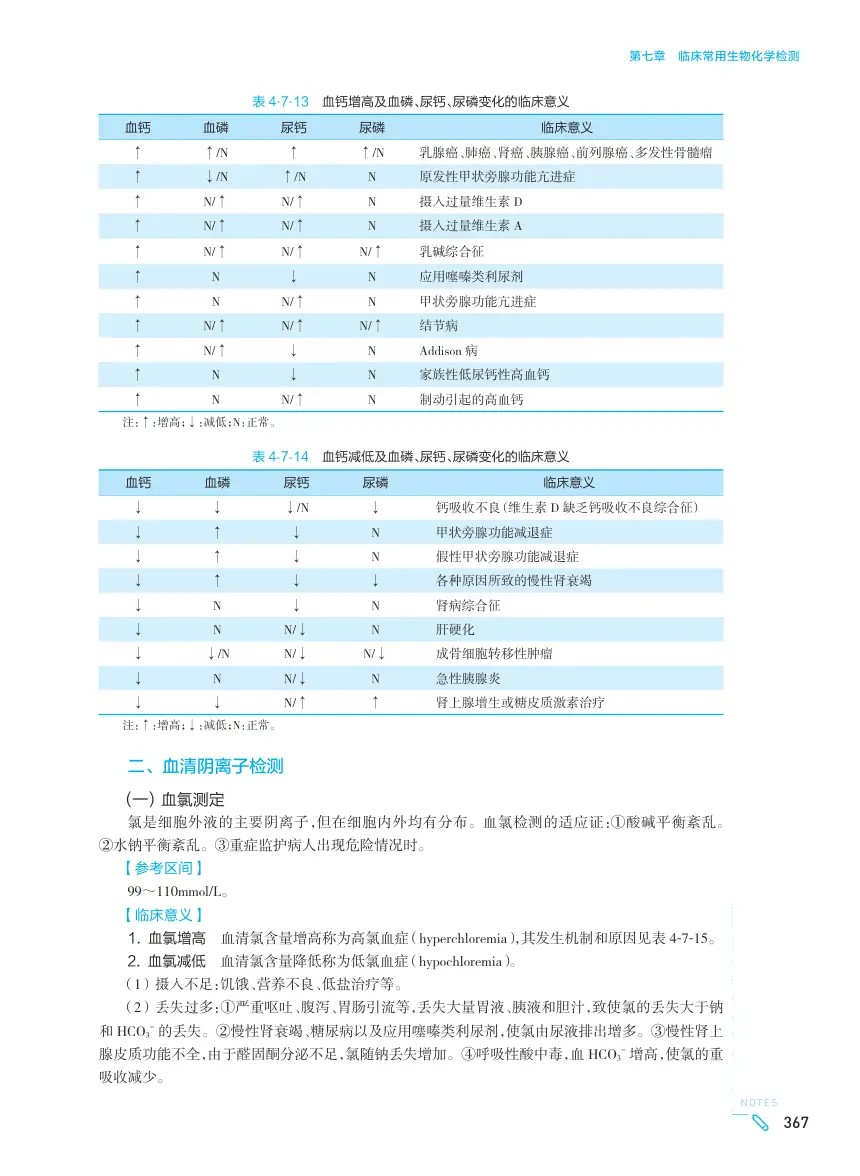 第七章 临床常用生物化学检测
表 4-7-13 血钙增高及血磷、尿钙、尿磷变化的临床意义
血钙 血磷 尿钙 尿磷 临床意义
↑ ↑/N ↑ ↑/N 乳腺癌、肺癌、肾癌、胰腺癌、前列腺癌、多发性骨髓瘤
↑ ↓/N ↑/N N 原发性甲状旁腺功能亢进症
↑ N/↑ N/↑ N 摄入过量维生素 D
↑ N/↑ N/↑ N 摄入过量维生素 A
↑ N/↑ N/↑ N/↑ 乳碱综合征
↑ N ↓ N 应用噻嗪类利尿剂
↑ N N/↑ N 甲状旁腺功能亢进症
↑ N/↑ N/↑ N/↑ 结节病
↑ N/↑ ↓ N Addison 病
↑ N ↓ N 家族性低尿钙性高血钙
↑ N N/↑ N 制动引起的高血钙
注:↑:增高;↓:减低;N:正常。
表 4-7-14 血钙减低及血磷、尿钙、尿磷变化的临床意义
血钙 血磷 尿钙 尿磷 临床意义
↓ ↓ ↓/N ↓ 钙吸收不良(维生素 D 缺乏钙吸收不良综合征)
↓ ↑ ↓ N 甲状旁腺功能减退症
↓ ↑ ↓ N 假性甲状旁腺功能减退症
↓ ↑ ↓ ↓ 各种原因所致的慢性肾衰竭
↓ N ↓ N 肾病综合征
↓ N N/↓ N 肝硬化
↓ ↓/N N/↓ N/↓ 成骨细胞转移性肿瘤
↓ N N/↓ N 急性胰腺炎
↓ ↓ N/↑ ↑ 肾上腺增生或糖皮质激素治疗
注:↑:增高;↓:减低;N:正常。
二、血清阴离子检测
(一) 血氯测定
氯是细胞外液的主要阴离子,但在细胞内外均有分布。血氯检测的适应证:①酸碱平衡紊乱。
②水钠平衡紊乱。③重症监护病人出现危险情况时。
【参考区间】
99~110mmol/L。
【临床意义】
1. 血氯增高 血清氯含量增高称为高氯血症(hyperchloremia),其发生机制和原因见表 4-7-15。
2. 血氯减低 血清氯含量降低称为低氯血症(hypochloremia)。
(1)摄入不足:饥饿、营养不良、低盐治疗等。
(2)丢失过多:①严重呕吐、腹泻、胃肠引流等,丢失大量胃液、胰液和胆汁,致使氯的丢失大于钠
和 HCO₃⁻ 的丢失。②慢性肾衰竭、糖尿病以及应用噻嗪类利尿剂,使氯由尿液排出增多。③慢性肾上
腺皮质功能不全,由于醛固酮分泌不足,氯随钠丢失增加。④呼吸性酸中毒,血 HCO₃⁻ 增高,使氯的重
吸收减少。
NOTES
367